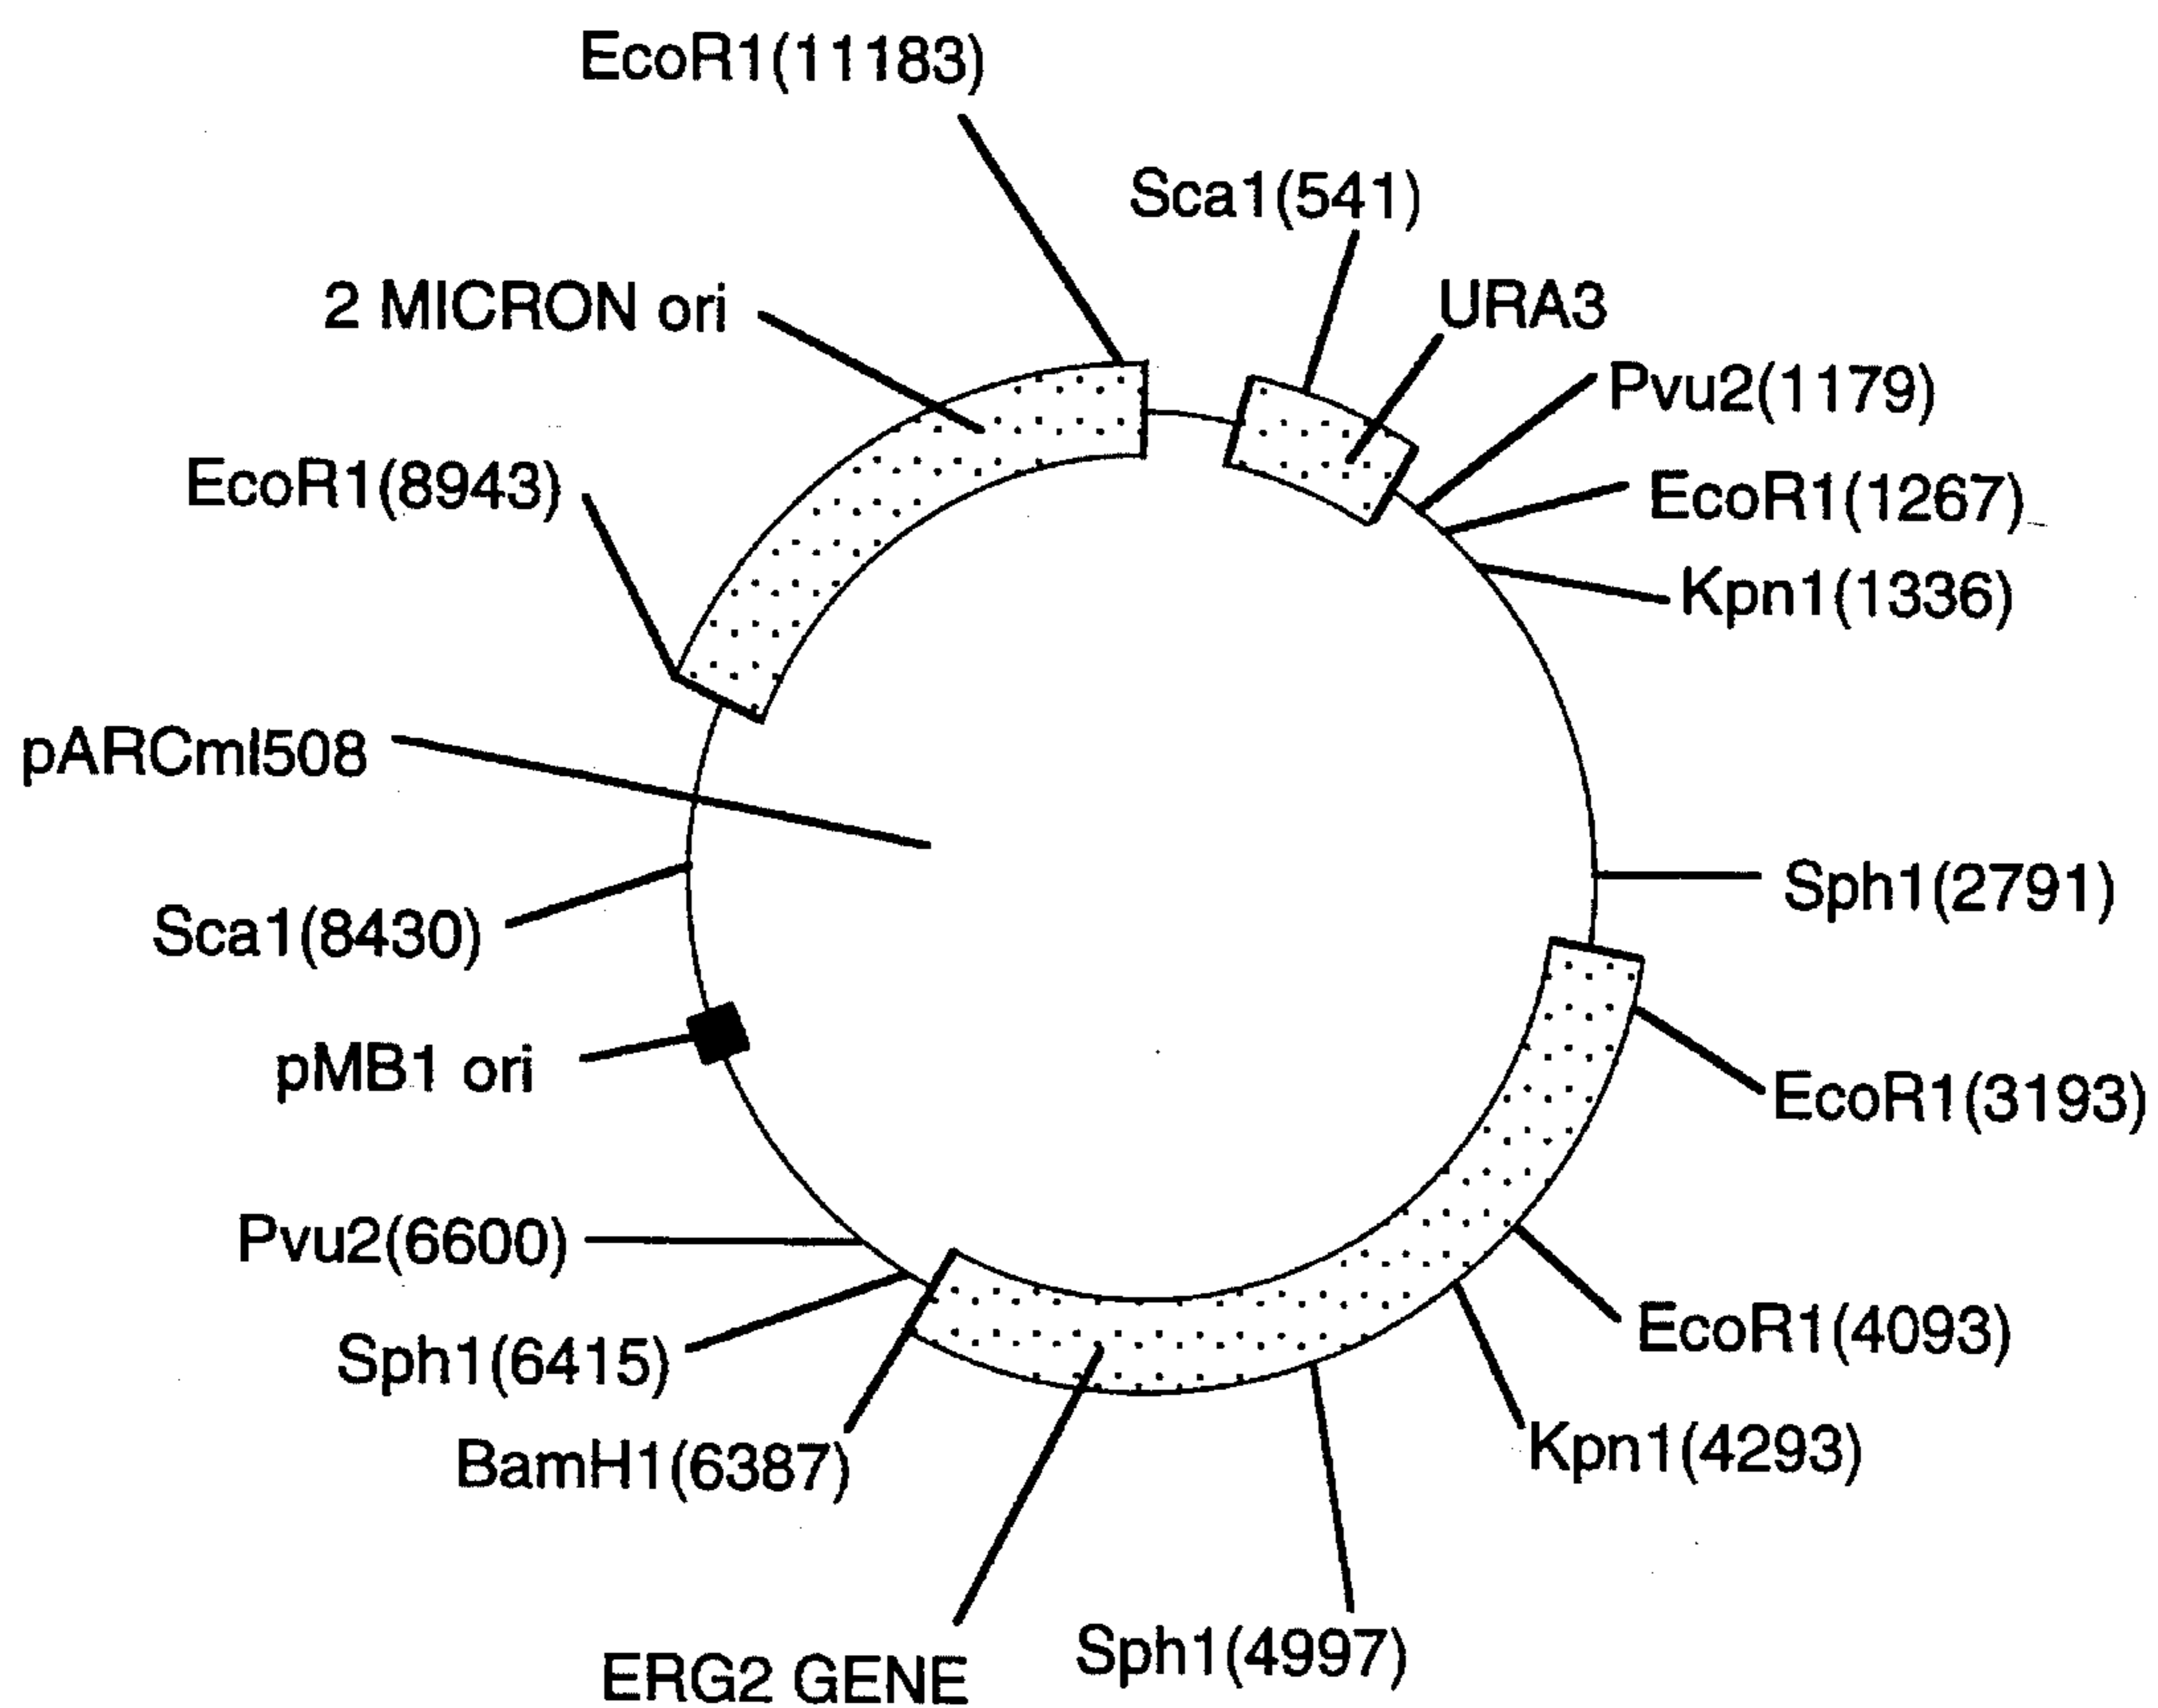 EcoR1(11183)
Sca1(541)
2 MICRON ori
URA3
Pvu2(1179)
EcoR1(8943)
EcoR1(1267)
Kpn1(1336)
pARCml508
Sph1(2791)
Sca1(8430)
pMB1 ori
EcoR1(3193)
Pvu2(6600)
EcoR1(4093)
Sph1(6415)
Kpn1(4293)
BamH1(6387)
Sph1(4997)
ERG2 GENE